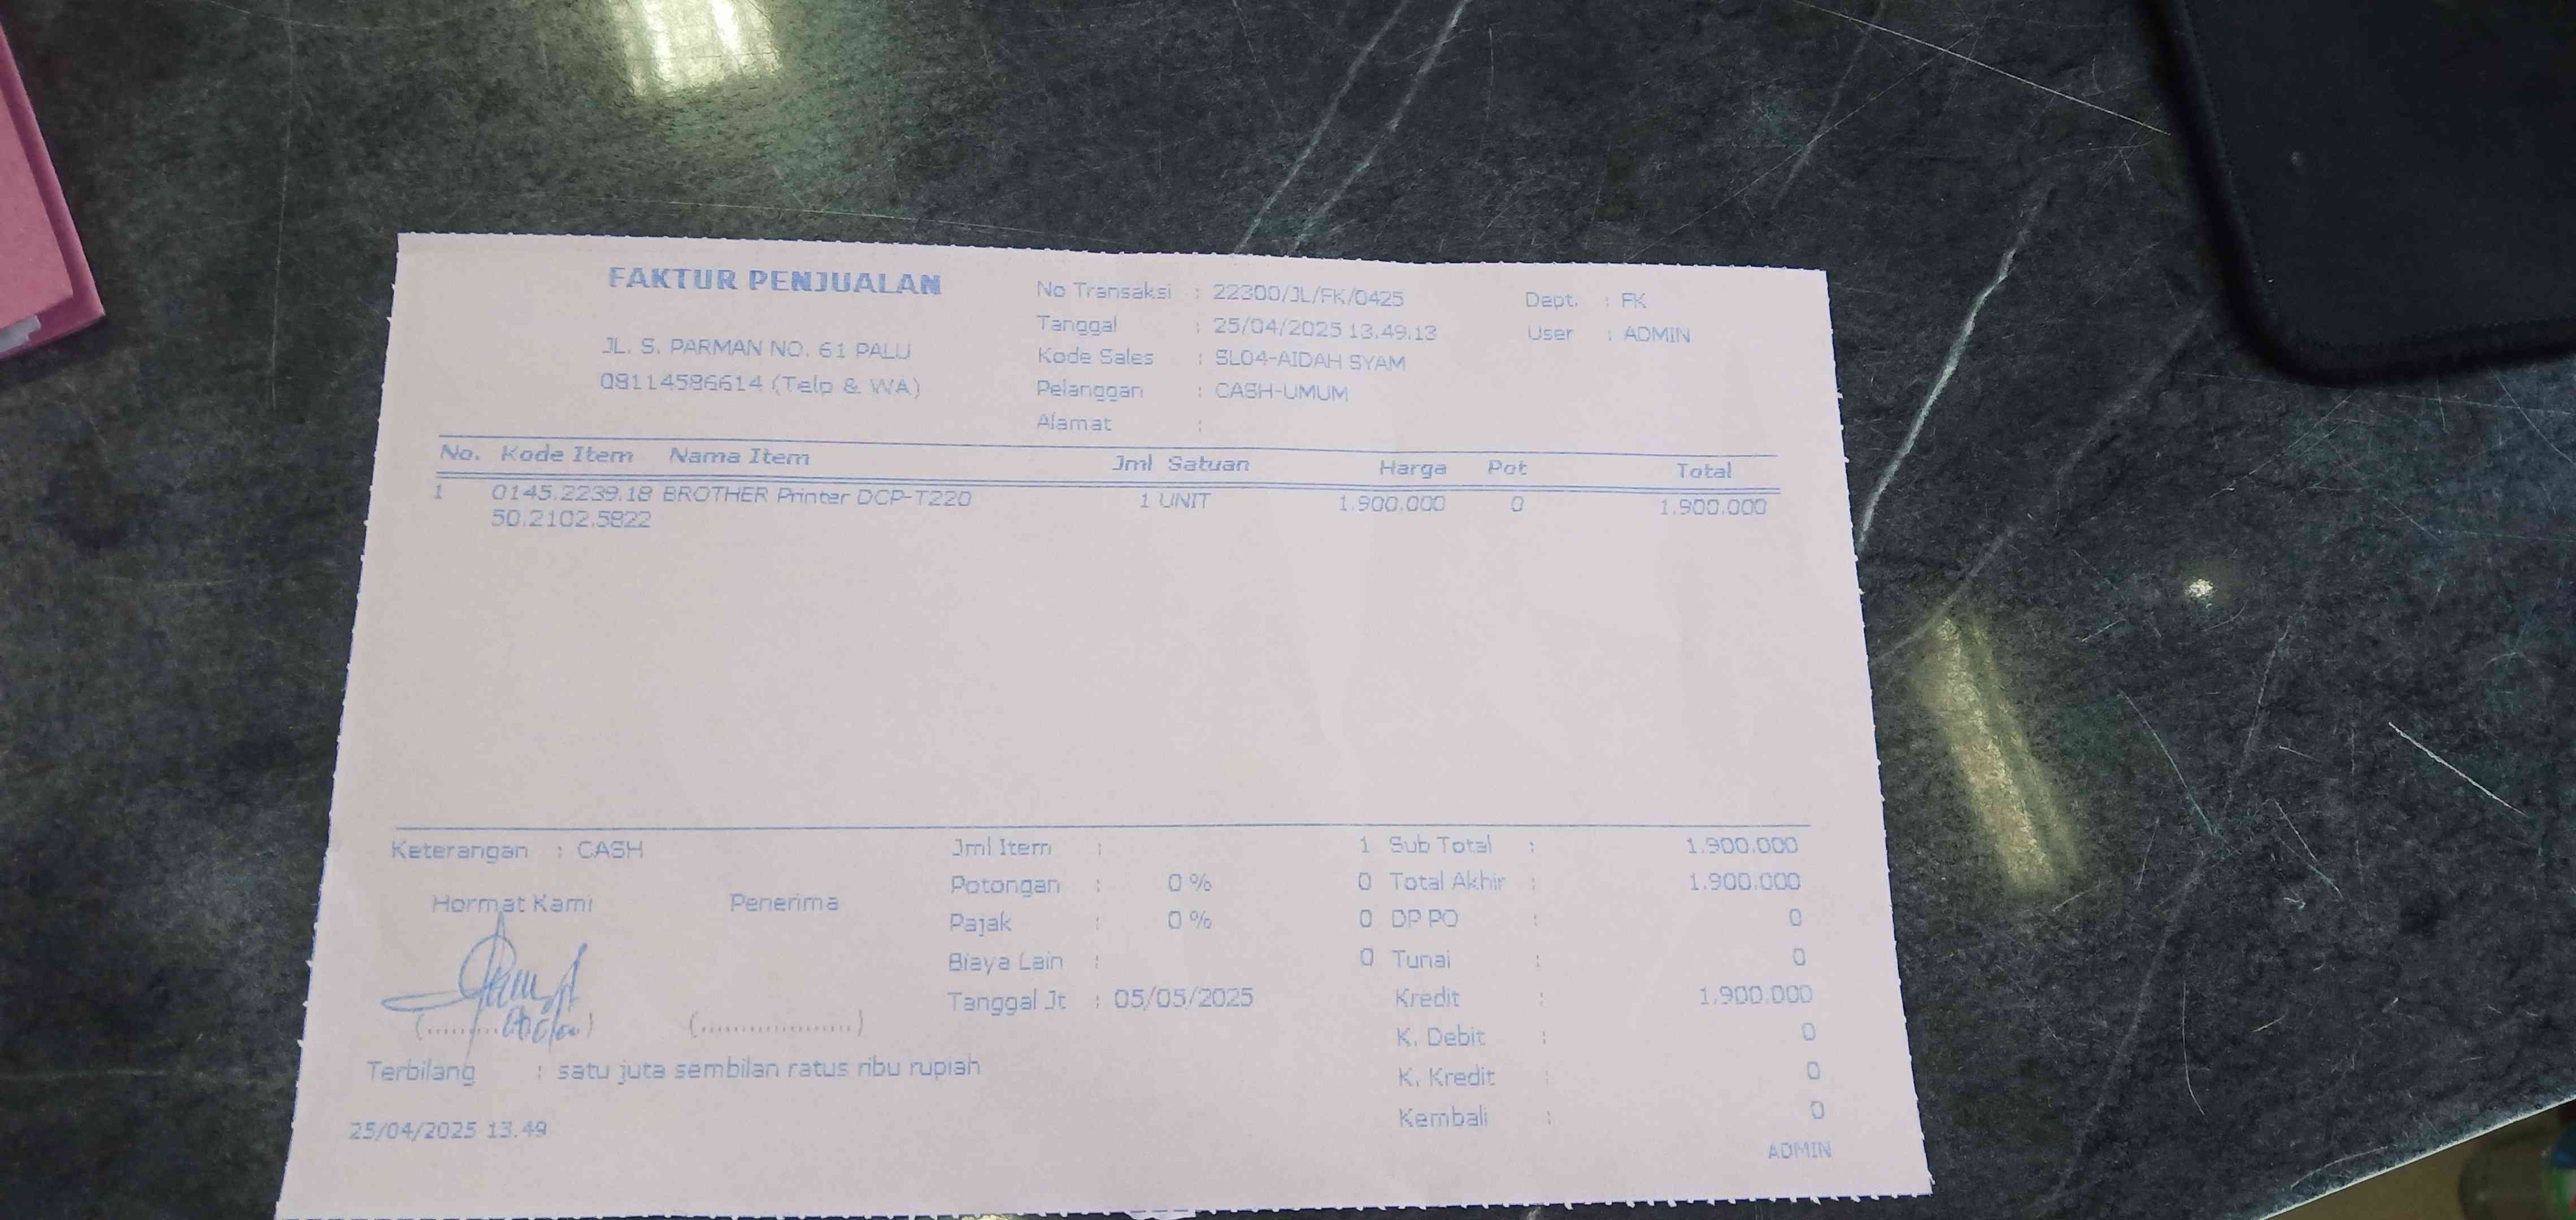 FAKTUR PENJUALAN
JL. S. PARMAN NO. 61 PALU
08114586614 (Telp & WA)
No Transaksi : 22300/JL/FK/0425
Tanggal : 25/04/2025 13.49.13
Kode Sales : SL04-AIDAH SYAM
Pelanggan : CASH-UMUM
Alamat :
Dept. : FK
User : ADMIN
No. Kode Item Nama Item Jml Satuan Harga Pot Total
1 0145.2239.18 BROTHER Printer DCP-T220 1 UNIT 1.900.000 0 1.900.000
50.2102.5822
Keterangan : CASH
Hormat Kami Penerima
(..................) (..................)
Terbilang : satu juta sembilan ratus ribu rupiah
25/04/2025 13.49
Jml Item : 1
Potongan : 0 % 0
Pajak : 0 % 0
Biaya Lain : 0
Tanggal Jt : 05/05/2025
Sub Total : 1.900.000
Total Akhir : 1.900.000
DP PO : 0
Tunai : 0
Kredit : 1.900.000
K. Debit : 0
K. Kredit : 0
Kembali : 0
ADMIN